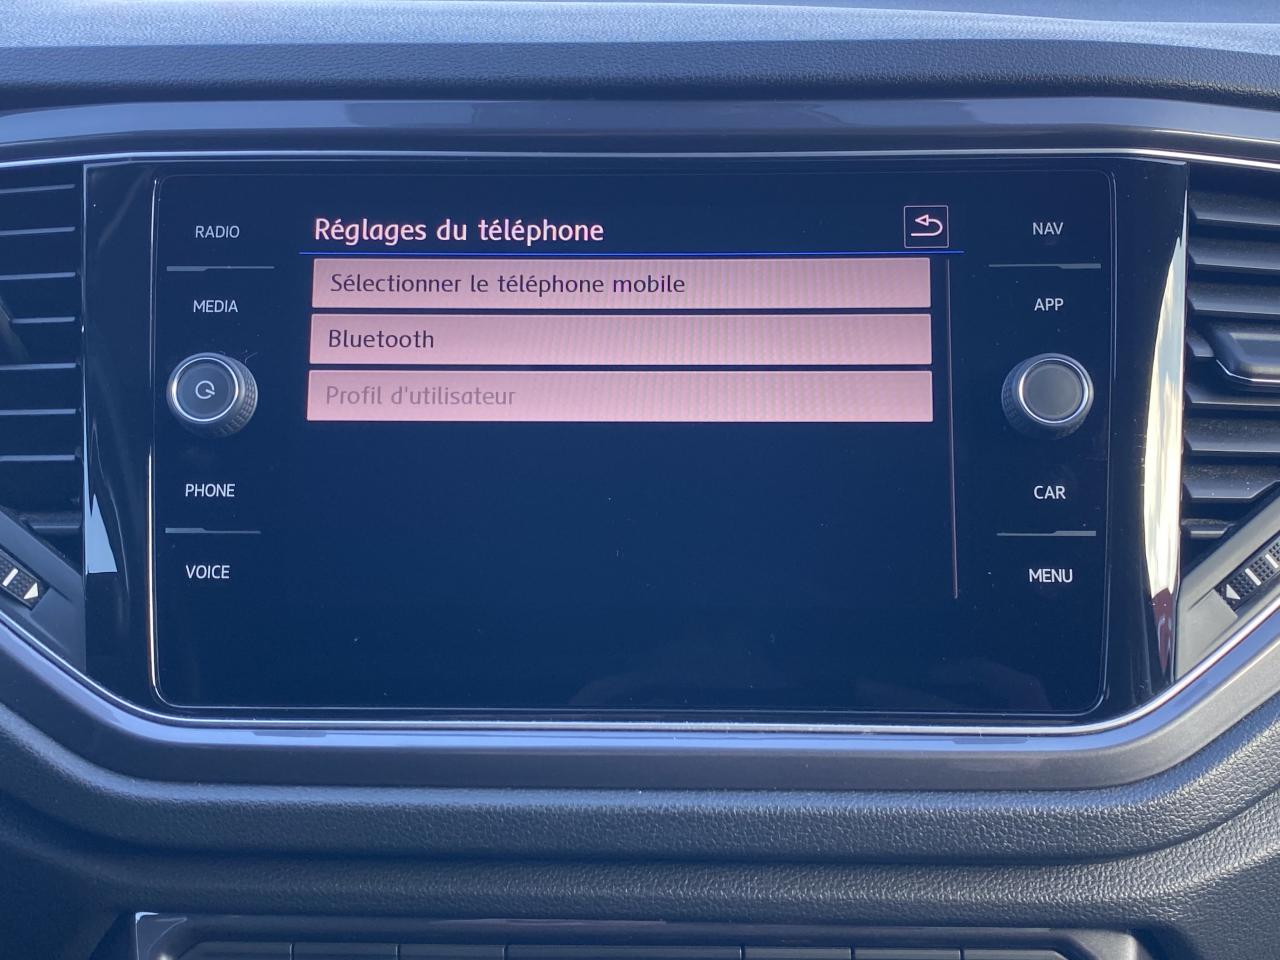 RADIO
MEDIA
PHONE
VOICE
Réglages du téléphone
Sélectionner le téléphone mobile
Bluetooth
Profil d'utilisateur
NAV
APP
CAR
MENU